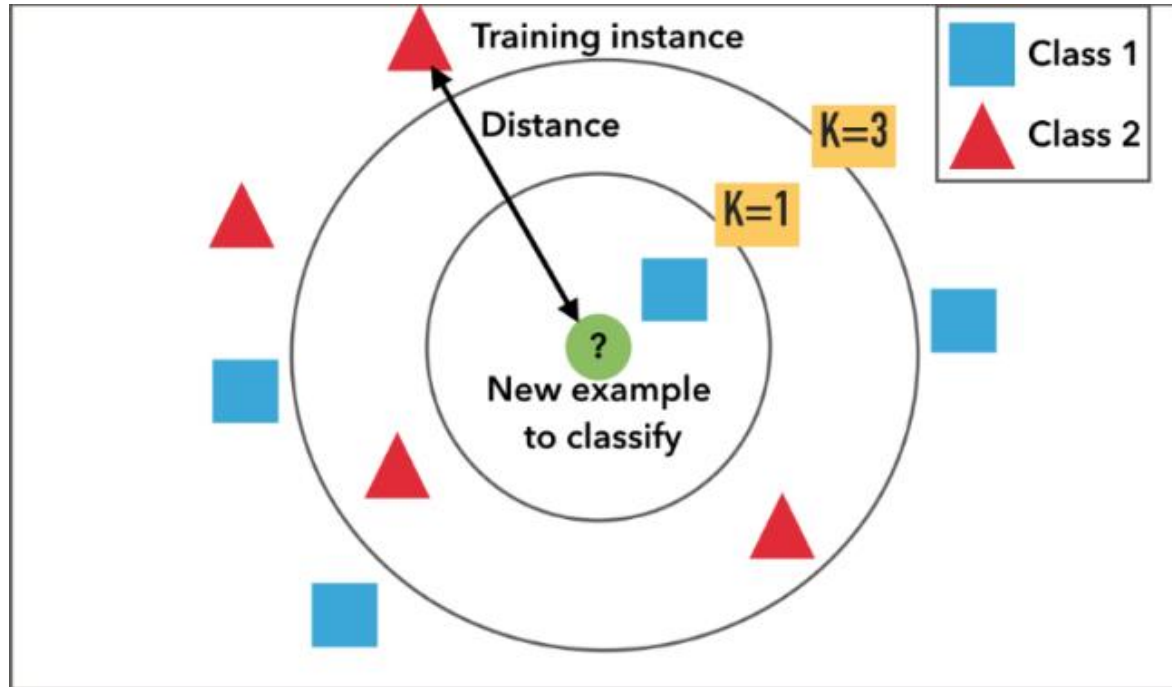 Training instance
Class 1
Distance
K=3
Class 2
K=1
?
New example
to classify